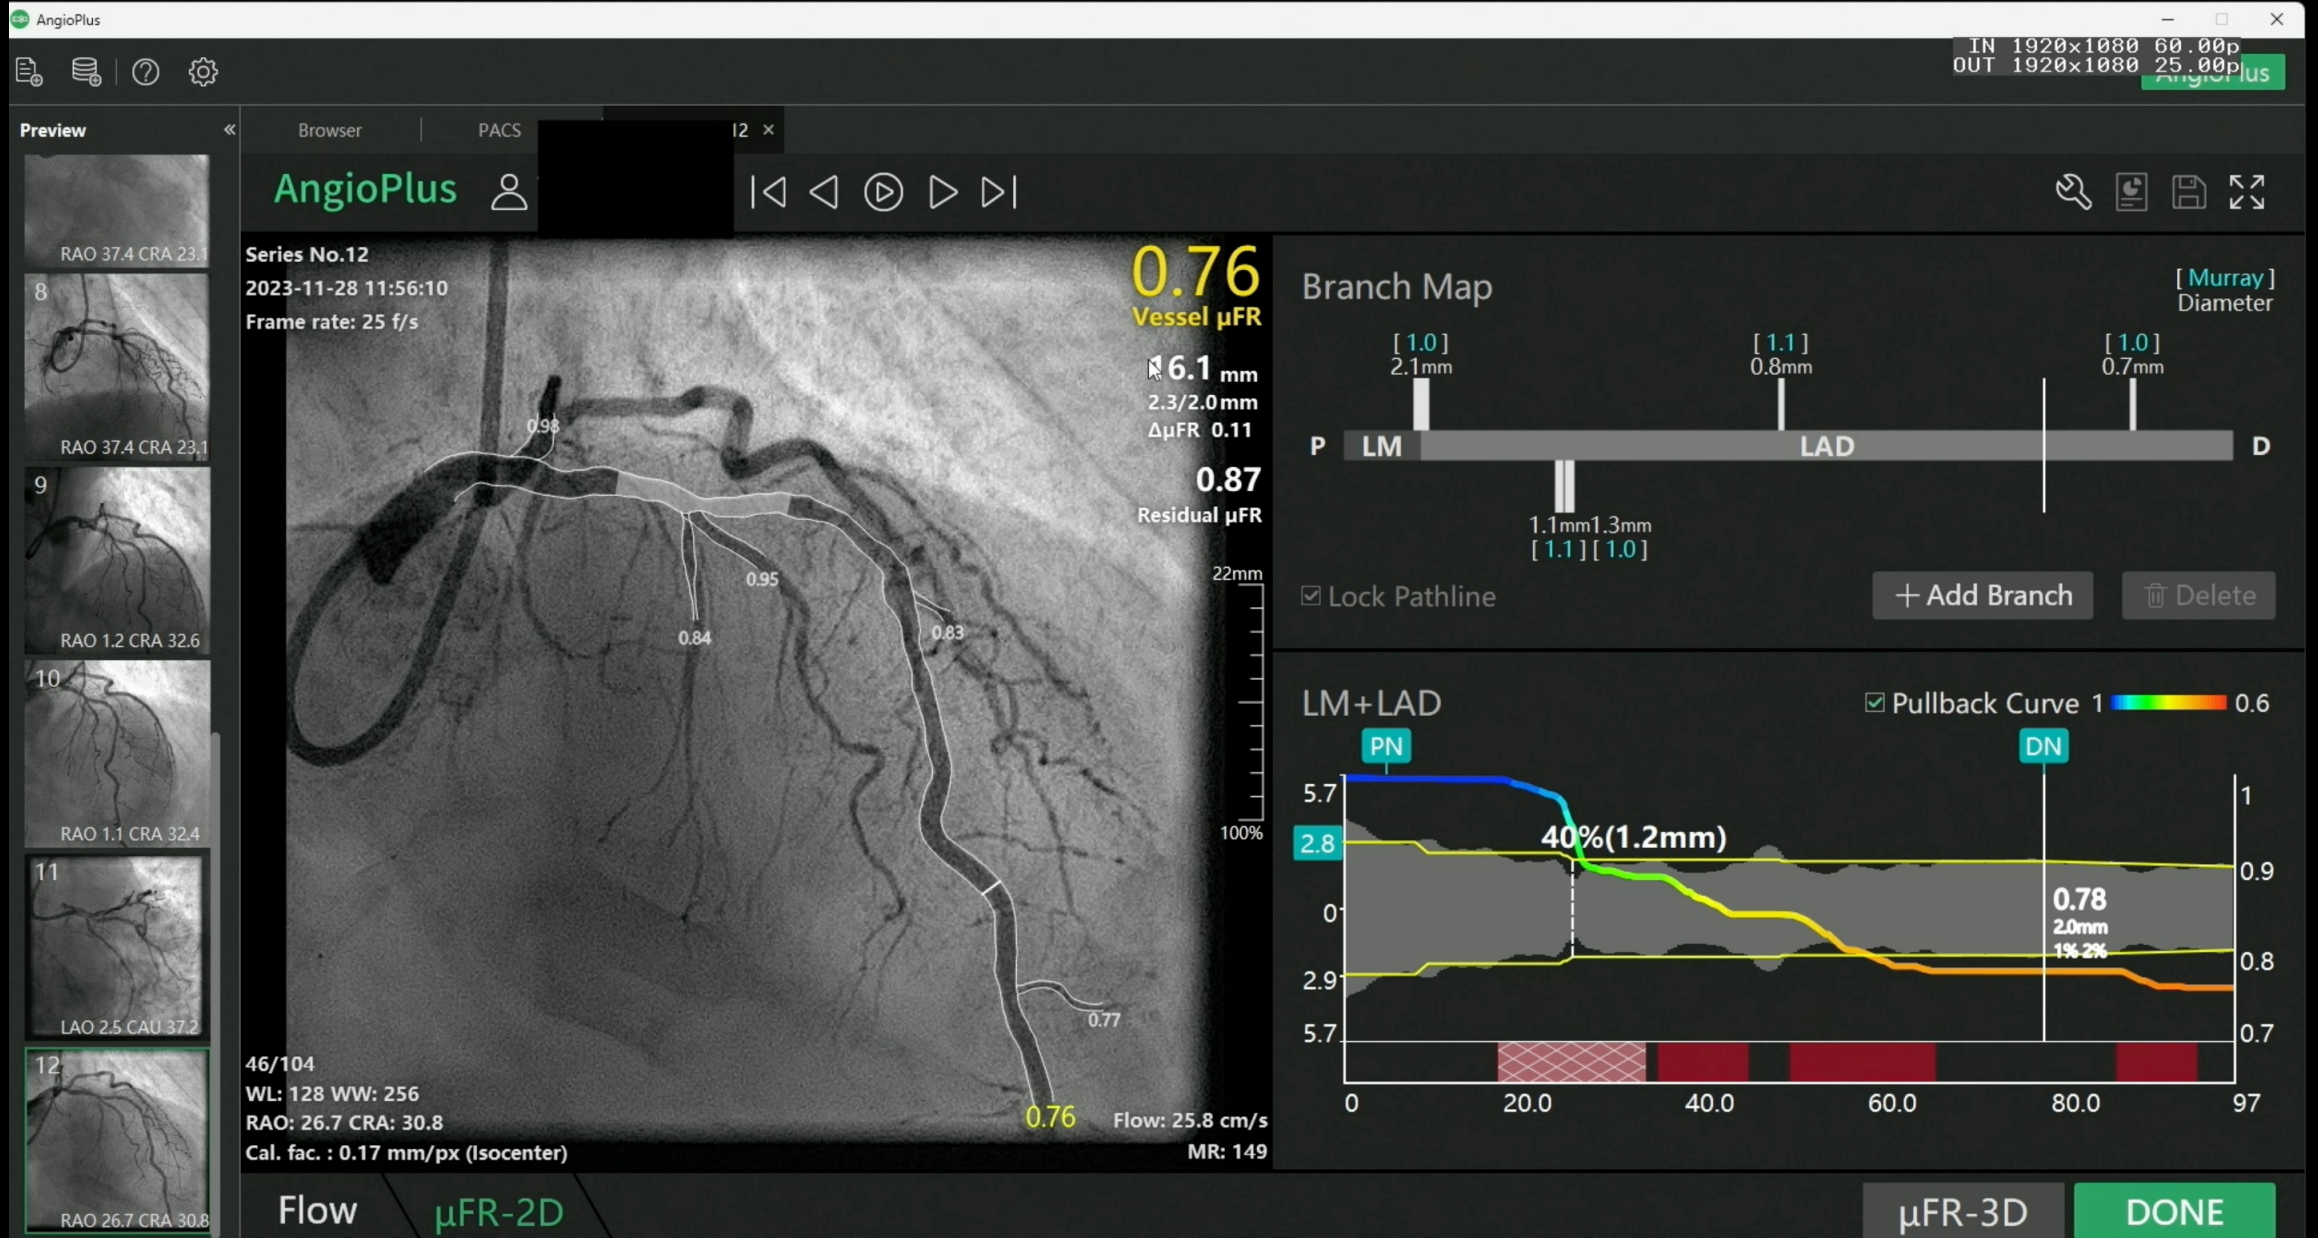 AngioPlus
IN 1920x1080 60.00p
OUT 1920x1080 25.00p
AngioPlus
Preview
Browser
PACS
12
RAO 37.4 CRA 23.1
8
RAO 37.4 CRA 23.1
9
RAO 1.2 CRA 32.6
10
RAO 1.1 CRA 32.4
11
LAO 2.5 CAU 37.2
12
RAO 26.7 CRA 30.8
AngioPlus
Series No.12
2023-11-28 11:56:10
Frame rate: 25 f/s
0.76
Vessel µFR
6.1 mm
2.3/2.0mm
ΔµFR 0.11
0.87
Residual µFR
22mm
100%
0.98
0.95
0.84
0.83
0.77
0.76
46/104
WL: 128 WW: 256
RAO: 26.7 CRA: 30.8
Cal. fac. : 0.17 mm/px (Isocenter)
Flow: 25.8 cm/s
MR: 149
Flow
µFR-2D
Branch Map
[ Murray ]
Diameter
[ 1.0 ] [ 1.1 ] [ 1.0 ]
2.1mm 0.8mm 0.7mm
P LM LAD D
1.1mm1.3mm
[ 1.1 ] [ 1.0 ]
Lock Pathline
+ Add Branch
Delete
LM+LAD
Pullback Curve 1 0.6
PN
DN
5.7
2.8
0
2.9
5.7
40%(1.2mm)
0.78
2.0mm
1% 2%
1
0.9
0.8
0.7
0 20.0 40.0 60.0 80.0 97
µFR-3D
DONE